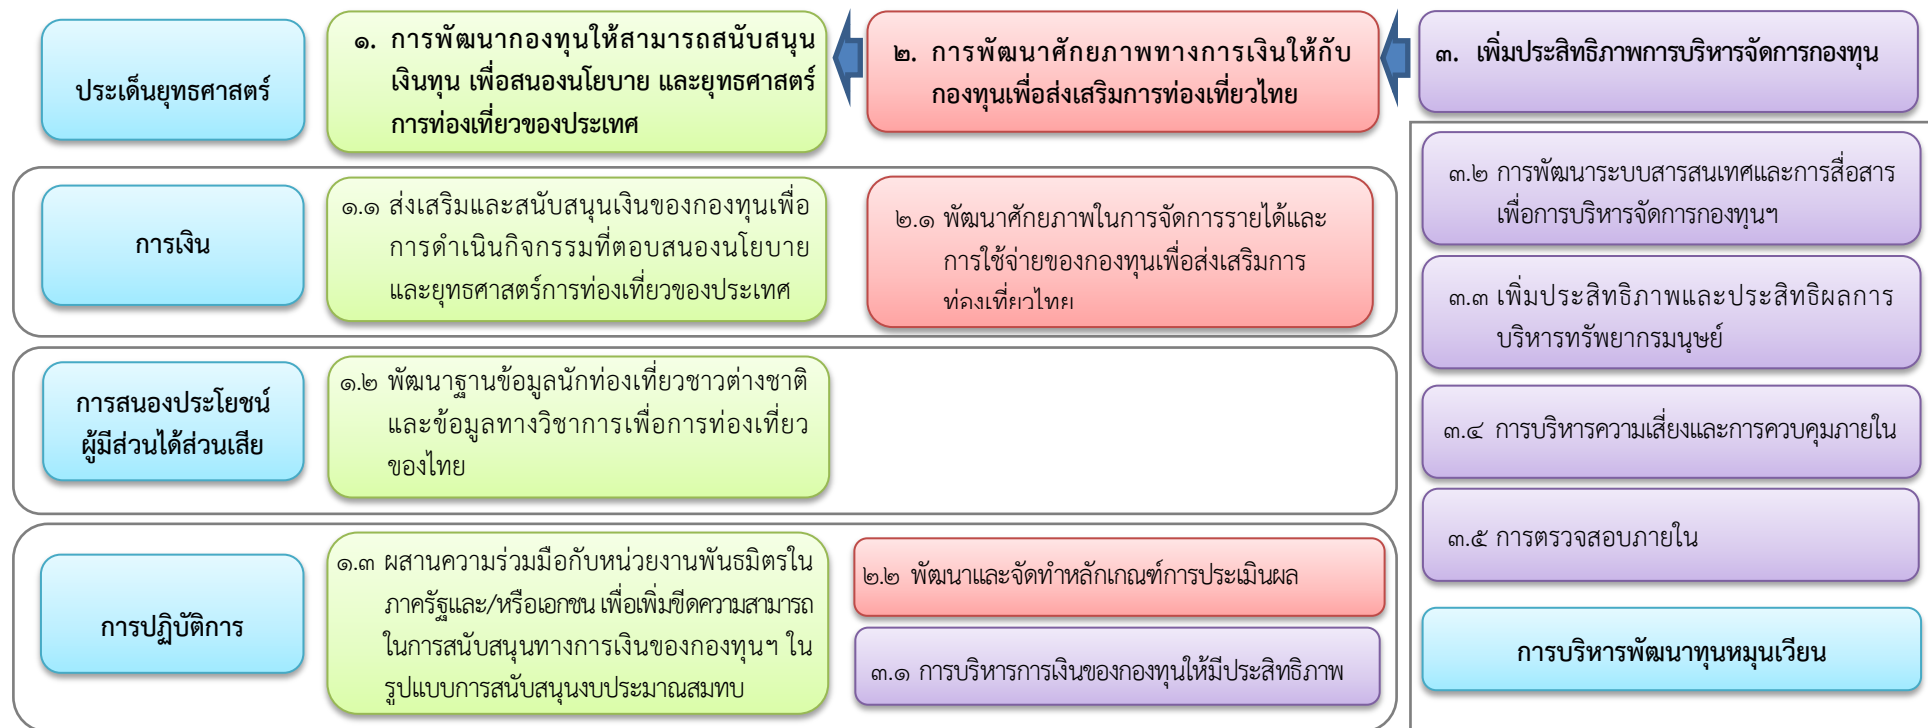 ประเด็นยุทธศาสตร์
๑. การพัฒนากองทุนให้สามารถสนับสนุน
เงินทุน เพื่อสนองนโยบาย และยุทธศาสตร์
การท่องเที่ยวของประเทศ
๒. การพัฒนาศักยภาพทางการเงินให้กับ
กองทุนเพื่อส่งเสริมการท่องเที่ยวไทย
๓. เพิ่มประสิทธิภาพการบริหารจัดการกองทุน
การเงิน
๑.๑ ส่งเสริมและสนับสนุนเงินของกองทุนเพื่อ
การดำเนินกิจกรรมที่ตอบสนองนโยบาย
และยุทธศาสตร์การท่องเที่ยวของประเทศ
๒.๑ พัฒนาศักยภาพในการจัดการรายได้และ
การใช้จ่ายของกองทุนเพื่อส่งเสริมการ
ท่องเที่ยวไทย
การสนองประโยชน์
ผู้มีส่วนได้ส่วนเสีย
๑.๒ พัฒนาฐานข้อมูลนักท่องเที่ยวชาวต่างชาติ
และข้อมูลทางวิชาการเพื่อการท่องเที่ยว
ของไทย
การปฏิบัติการ
๑.๓ ผสานความร่วมมือกับหน่วยงานพันธมิตรใน
ภาครัฐและ/หรือเอกชน เพื่อเพิ่มขีดความสามารถ
ในการสนับสนุนทางการเงินของกองทุนฯ ใน
รูปแบบการสนับสนุนงบประมาณสมทบ
๒.๒ พัฒนาและจัดทำหลักเกณฑ์การประเมินผล
๓.๑ การบริหารการเงินของกองทุนให้มีประสิทธิภาพ
๓.๒ การพัฒนาระบบสารสนเทศและการสื่อสาร
เพื่อการบริหารจัดการกองทุนฯ
๓.๓ เพิ่มประสิทธิภาพและประสิทธิผลการ
บริหารทรัพยากรมนุษย์
๓.๔ การบริหารความเสี่ยงและการควบคุมภายใน
๓.๕ การตรวจสอบภายใน
การบริหารพัฒนาทุนหมุนเวียน